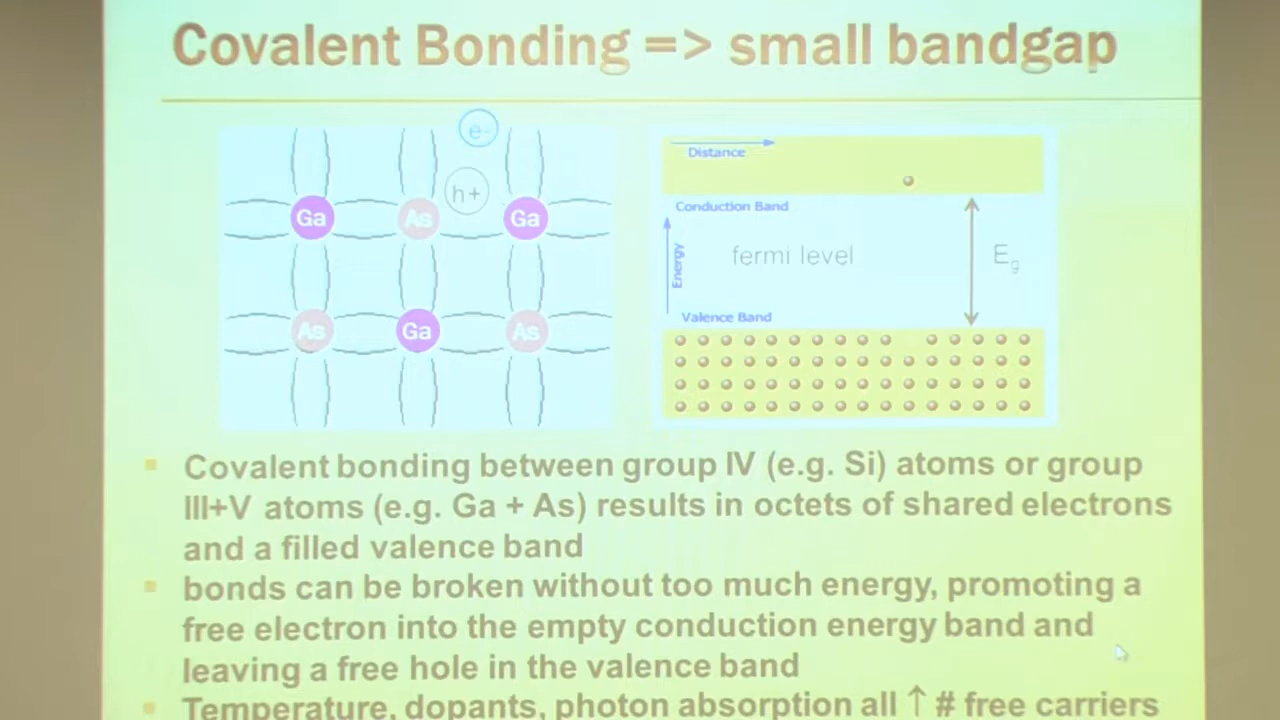 Covalent Bonding => small bandgap
e-
h+
Ga As Ga
As Ga As
Distance
Conduction Band
Energy
fermi level
Eg
Valence Band
Covalent bonding between group IV (e.g. Si) atoms or group
III+V atoms (e.g. Ga + As) results in octets of shared electrons
and a filled valence band
bonds can be broken without too much energy, promoting a
free electron into the empty conduction energy band and
leaving a free hole in the valence band
Temperature, dopants, photon absorption all ↑ # free carriers